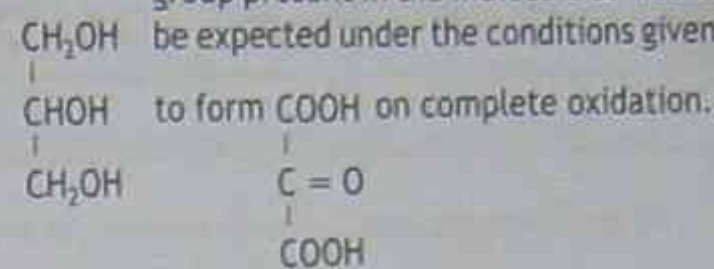 CH₂OH be expected under the conditions given
|
CHOH to form COOH on complete oxidation.
| |
CH₂OH C = O
|
COOH